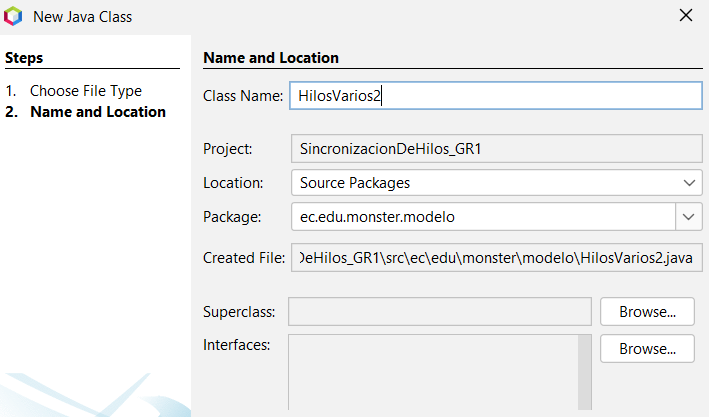 New Java Class
Steps
1. Choose File Type
2. Name and Location
Name and Location
Class Name: HilosVarios2
Project: SincronizacionDeHilos_GR1
Location: Source Packages
Package: ec.edu.monster.modelo
Created File: DeHilos_GR1\src\ec\edu\monster\modelo\HilosVarios2.java
Superclass: Browse...
Interfaces: Browse...